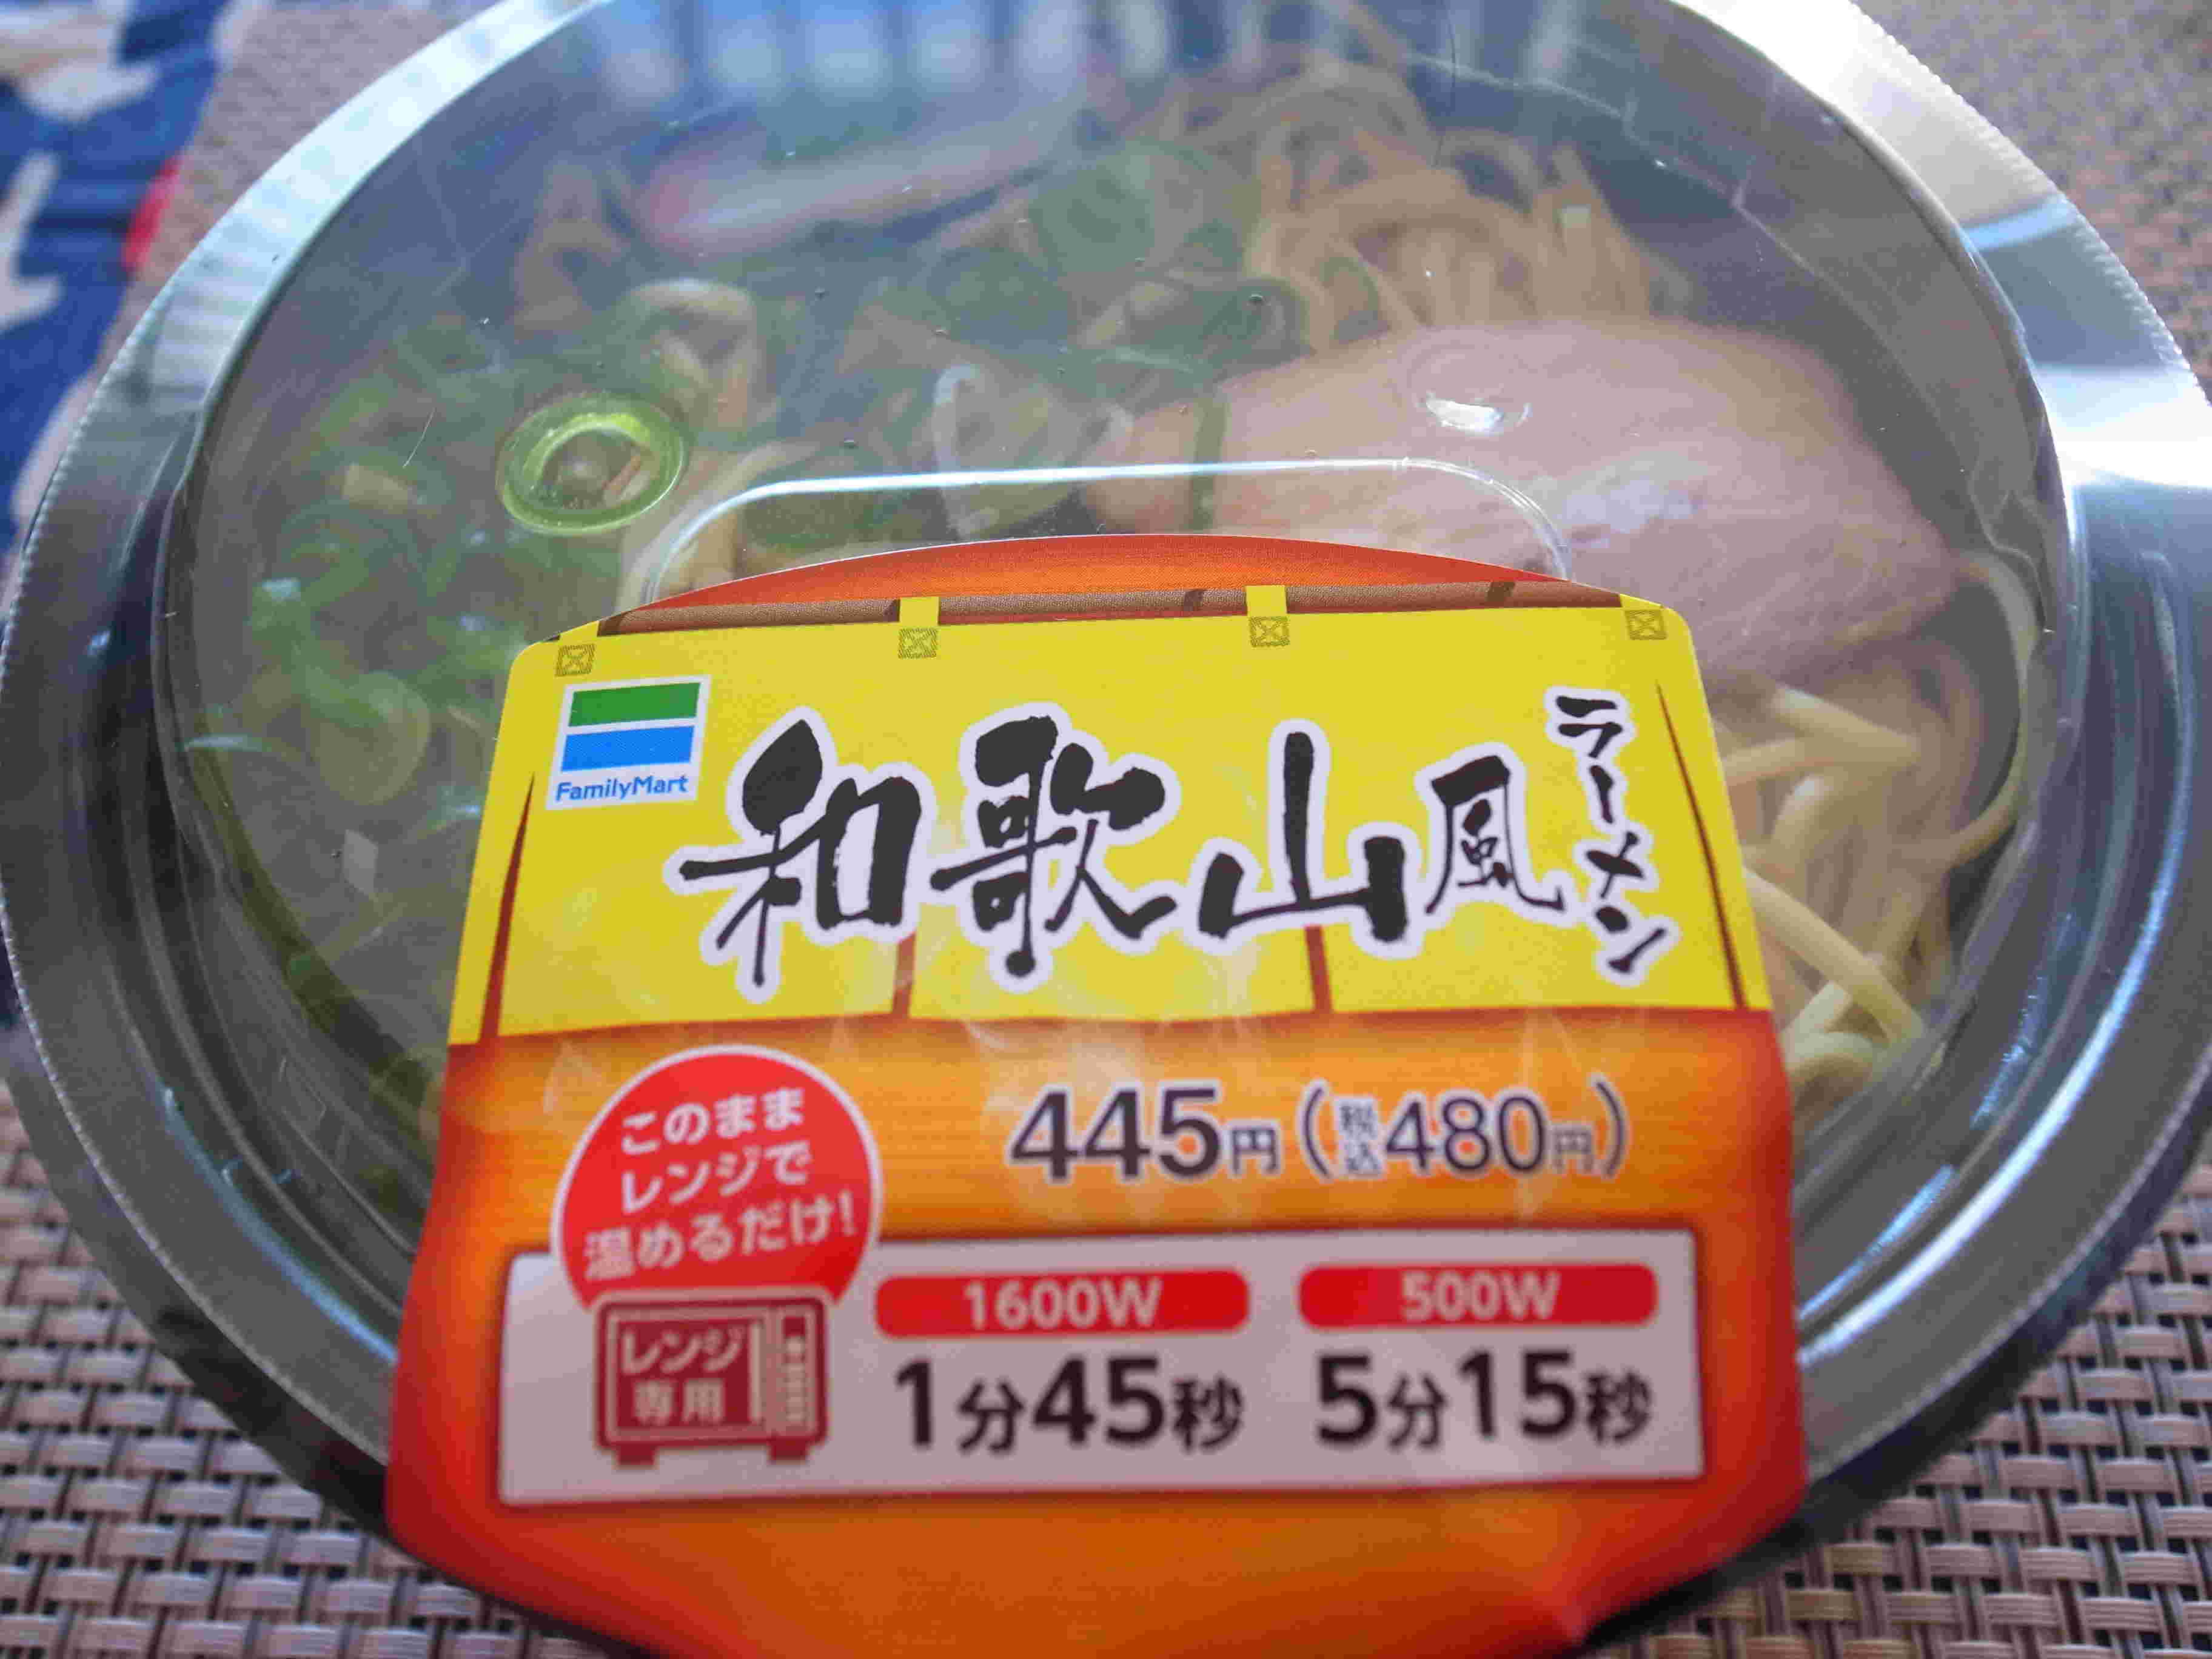 FamilyMart
和歌山風
ラーメン
このまま
レンジで
温めるだけ!
445円(税込480円)
レンジ
専用
1600W
1分45秒
500W
5分15秒